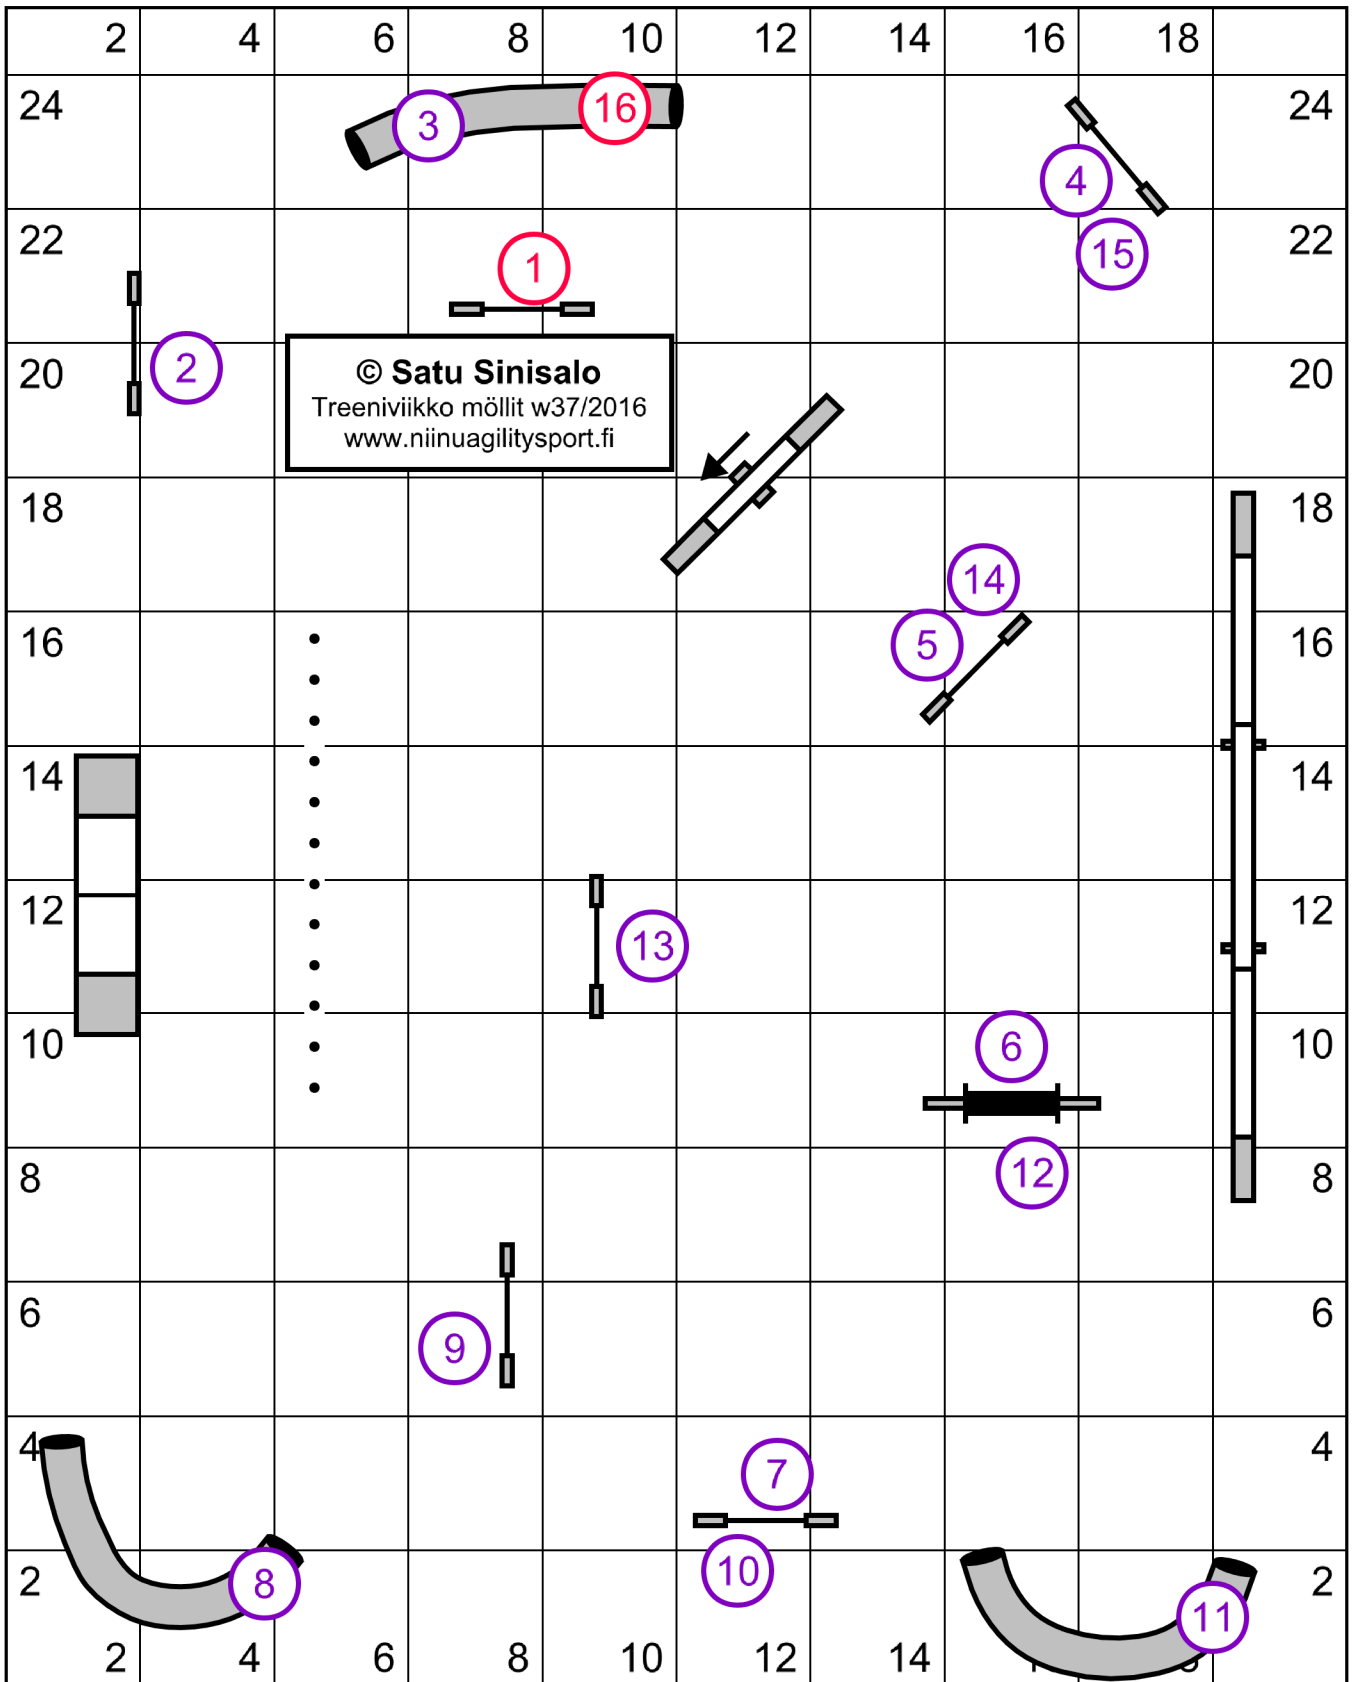 2 4 6 8 10 12 14 16 18
24 3 16 24
4
22 1 15 22
20 2 © Satu Sinisalo 20
Treeniviikko möllit w37/2016
www.niinuagilitysport.fi
18 18
14
16 5 16
14 14
12 13 12
10 6 10
8 12 8
6 9 6
4 7 4
2 8 10 11 2
2 4 6 8 10 12 14